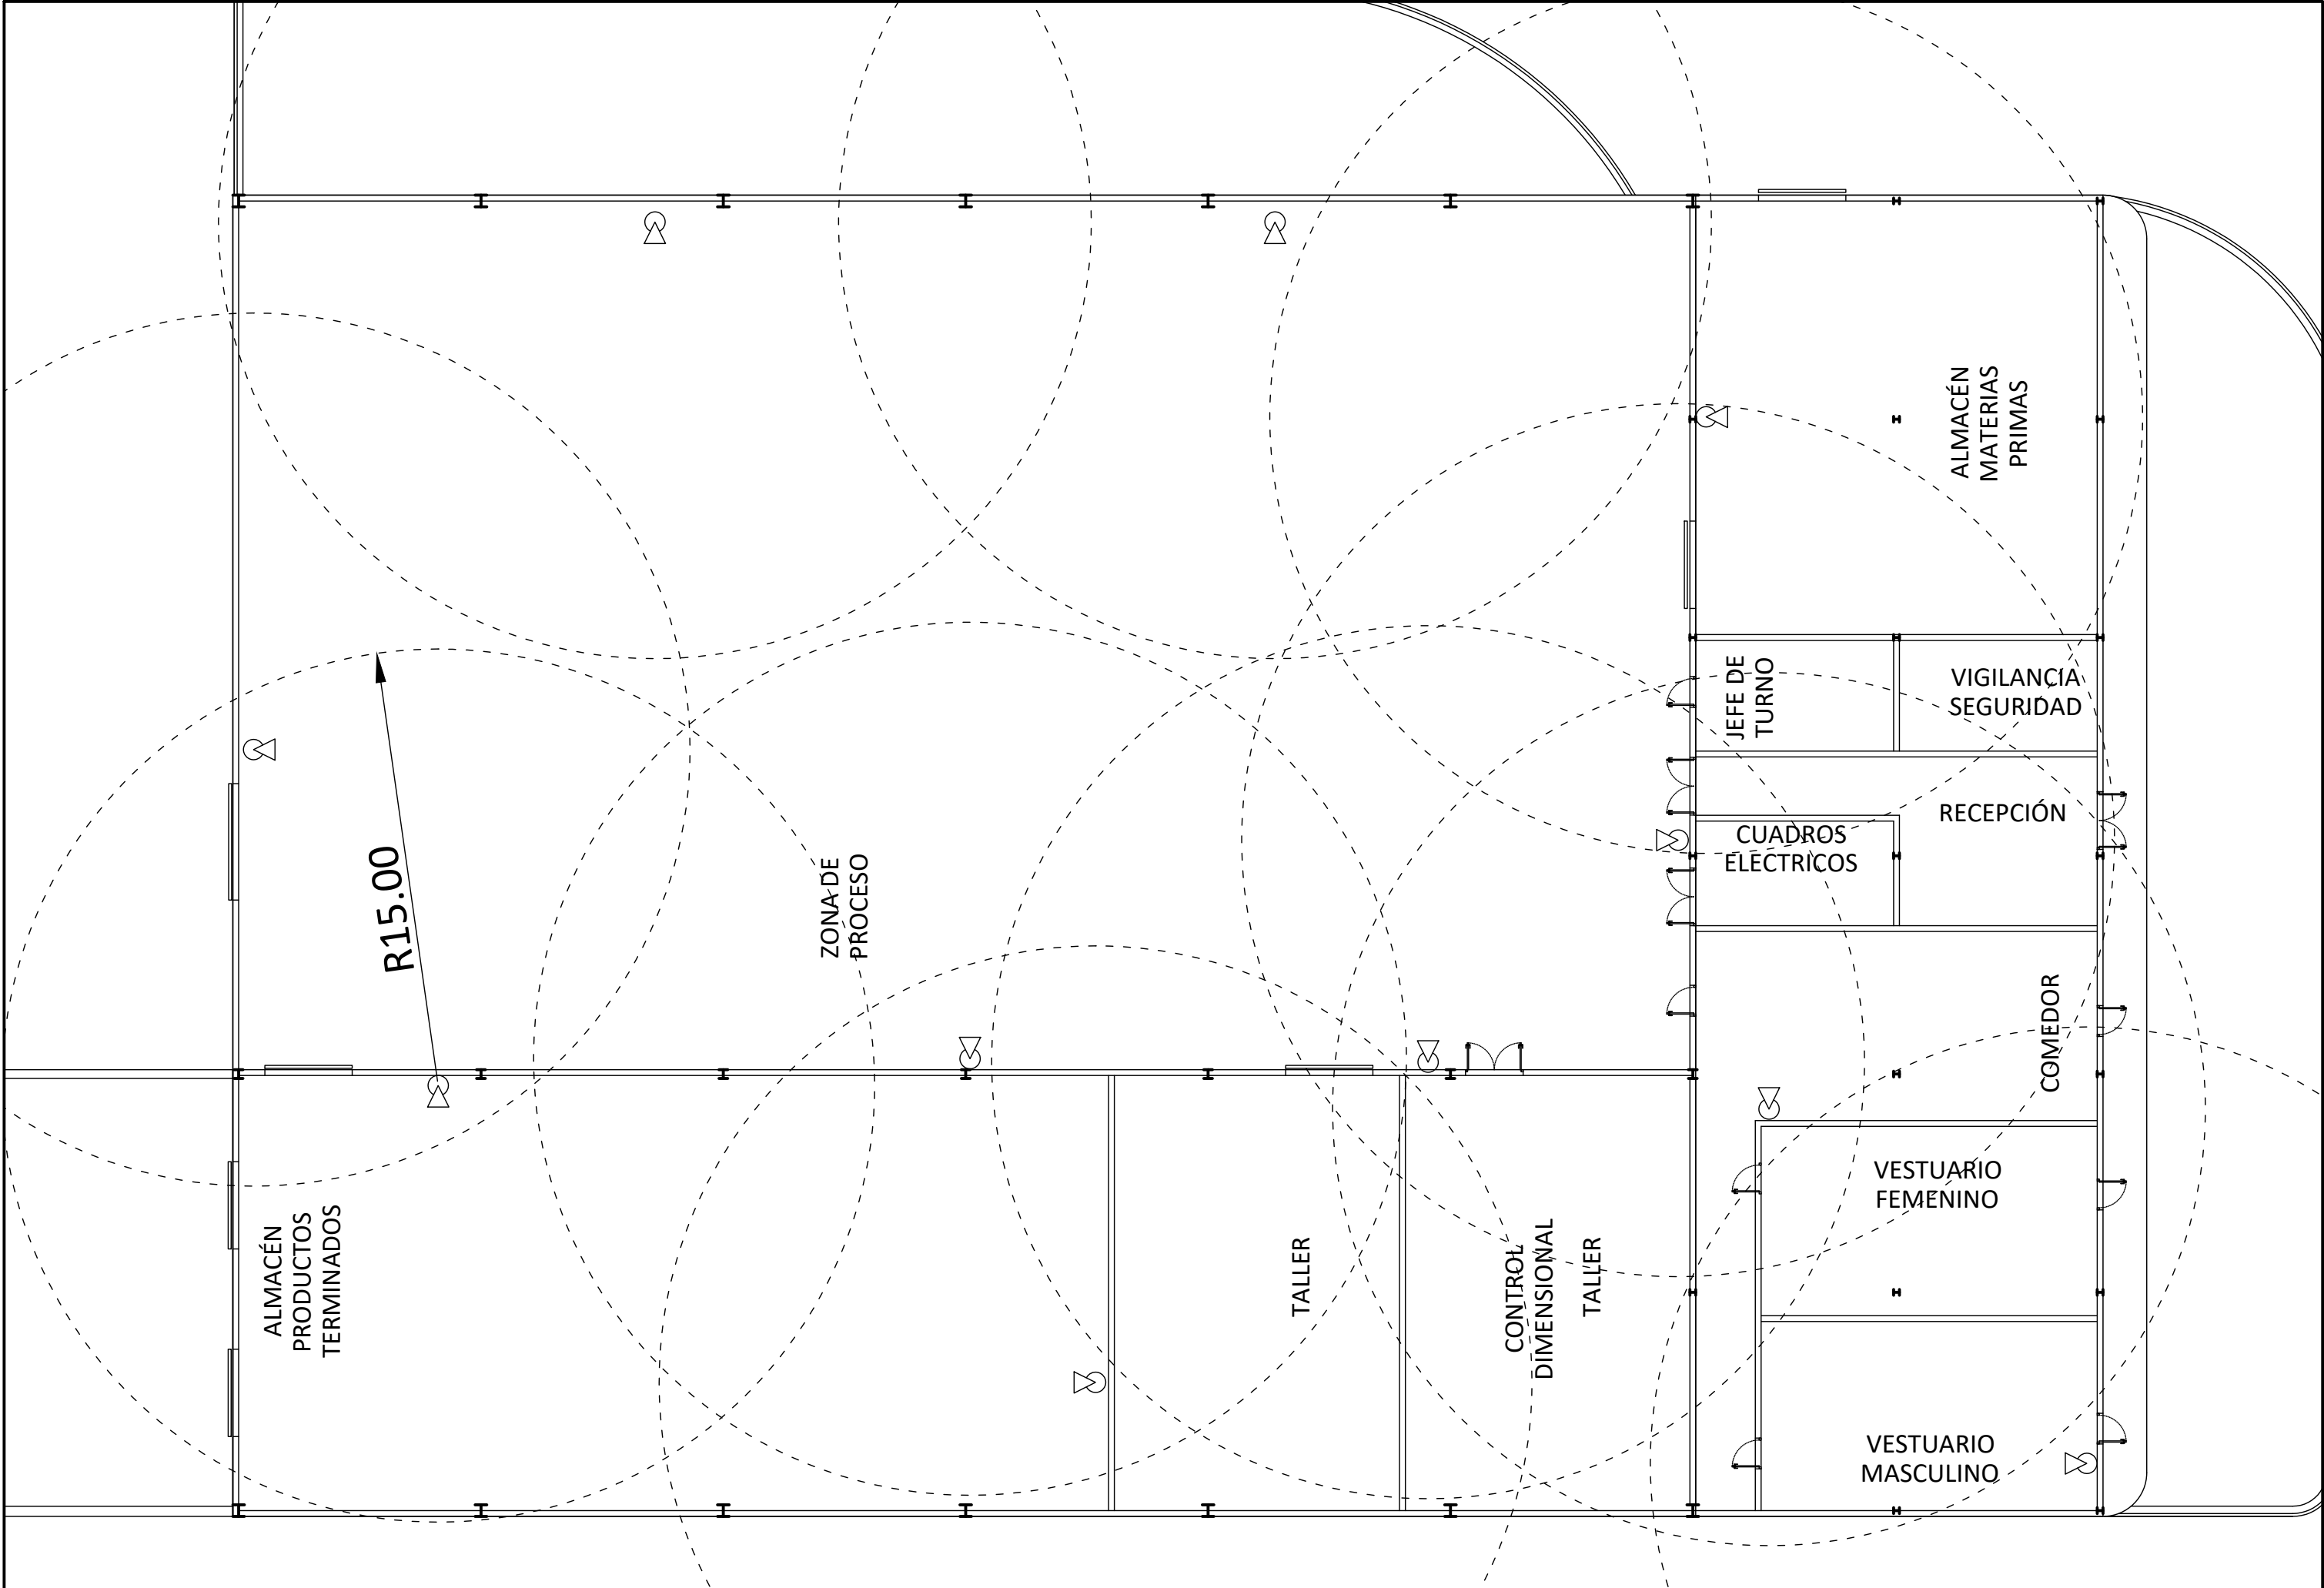 ALMACÉN
MATERIAS
PRIMAS
JEFE DE
TURNO
VIGILANCIA
SEGURIDAD
RECEPCIÓN
CUADROS
ELECTRICOS
R15.00
ZONA DE
PROCESO
COMEDOR
VESTUARIO
FEMENINO
ALMACÉN
PRODUCTOS
TERMINADOS
TALLER
CONTROL
DIMENSIONAL
TALLER
VESTUARIO
MASCULINO